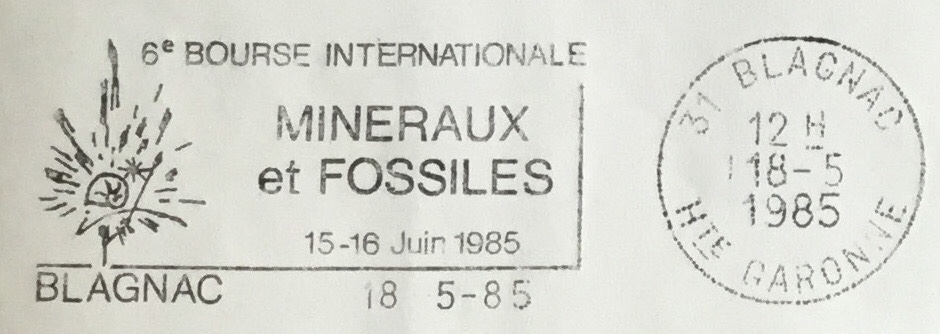 6e BOURSE INTERNATIONALE
MINERAUX
et FOSSILES
15-16 Juin 1985
BLAGNAC
18 5-85
31 BLAGNAC
12 H
18-5
1985
HTE GARONNE